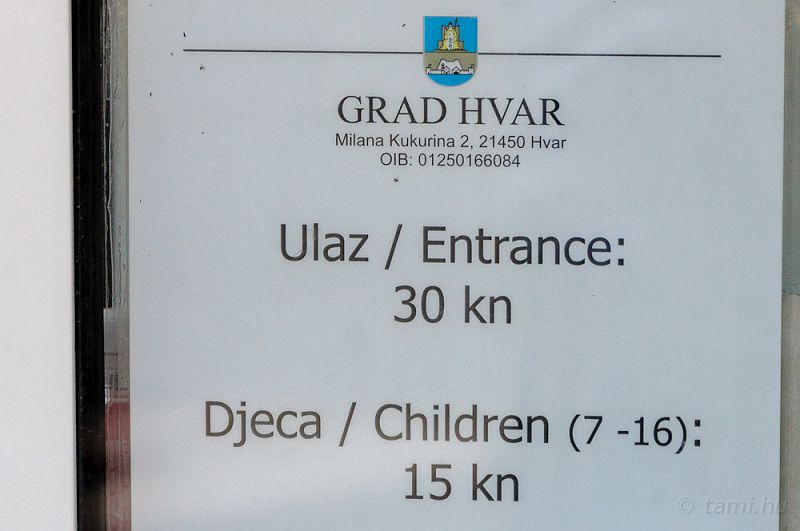 GRAD HVAR
Milana Kukurina 2, 21450 Hvar
OIB: 01250166084
Ulaz / Entrance:
30 kn
Djeca / Children (7 -16):
15 kn
© tami.hu